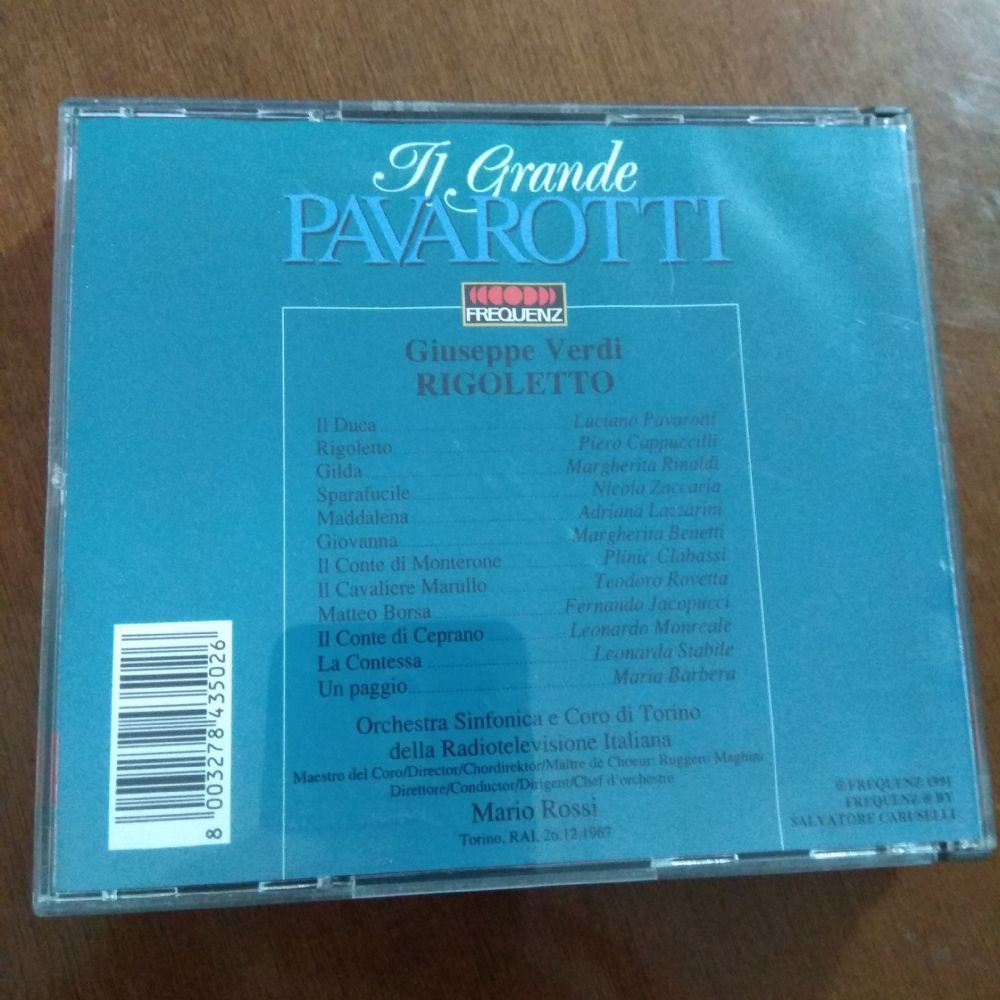 Il Grande
PAVAROTTI
FREQUENZ
Giuseppe Verdi
RIGOLETTO
Il Duca Luciano Pavarotti
Rigoletto Piero Cappuccilli
Gilda Margherita Rinaldi
Sparafucile Nicola Zaccaria
Maddalena Adriana Lazzarini
Giovanna Margherita Benetti
Il Conte di Monterone Plinio Clabassi
Il Cavaliere Marullo Teodoro Rovetta
Matteo Borsa Fernando Jacopucci
Il Conte di Ceprano Leonardo Monreale
La Contessa Leonarda Stabile
Un paggio Maria Barbera
Orchestra Sinfonica e Coro di Torino
della Radiotelevisione Italiana
Maestro del Coro/Director/Chordirektor/Maître de Choeur: Ruggero Maghini
Direttore/Conductor/Dirigent/Chef d'orchestre
Mario Rossi
Torino, RAI, 26.12.1967
©FREQUENZ 1991
FREQUENZ ® BY
SALVATORE CARUSELLI
8 003278 435026